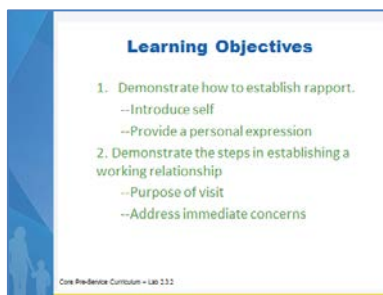 Learning Objectives
1. Demonstrate how to establish rapport.
--Introduce self
--Provide a personal expression
2. Demonstrate the steps in establishing a
working relationship
--Purpose of visit
--Address immediate concerns
Core Pre-Service Curriculum – Lab 2.3.2